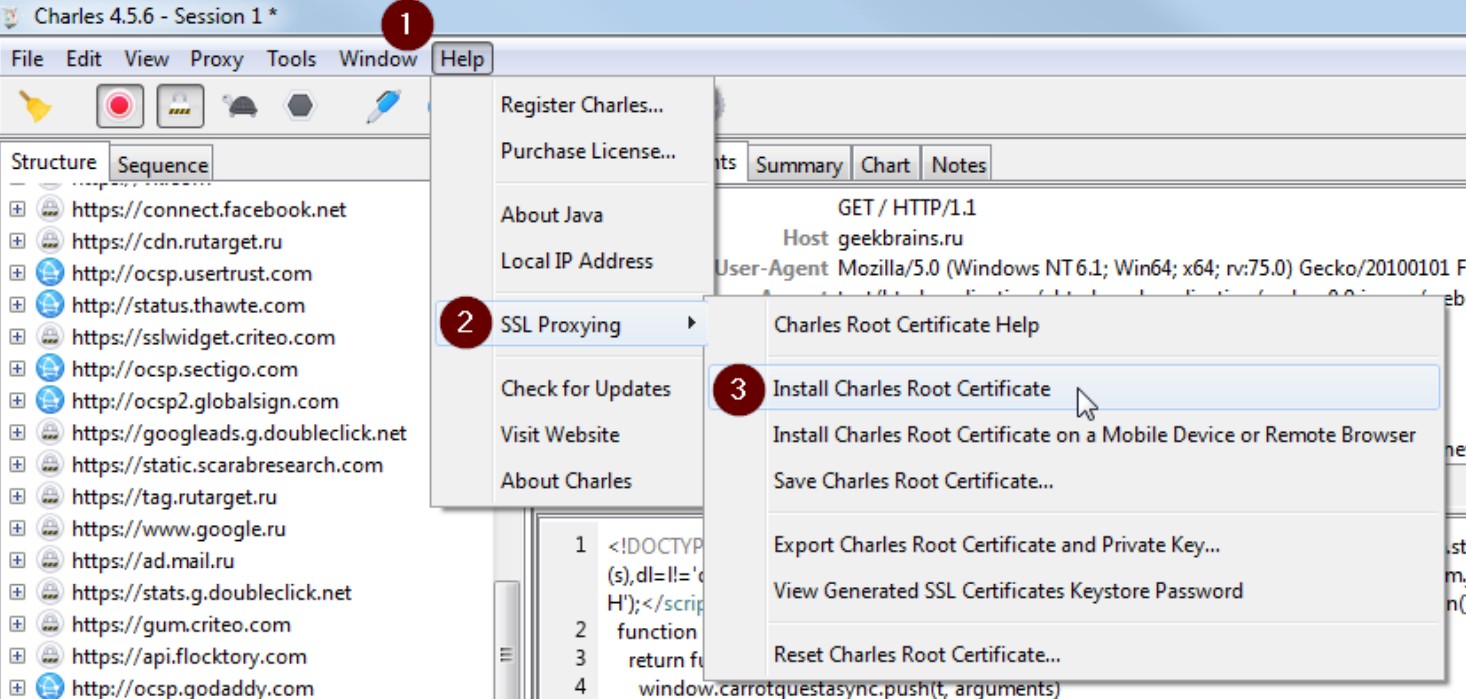 Charles 4.5.6 - Session 1 *
1
File Edit View Proxy Tools Window Help
Register Charles...
Purchase License...
About Java
Local IP Address
2 SSL Proxying
Check for Updates
Visit Website
About Charles
Charles Root Certificate Help
3 Install Charles Root Certificate
Install Charles Root Certificate on a Mobile Device or Remote Browser
Save Charles Root Certificate...
Export Charles Root Certificate and Private Key...
View Generated SSL Certificates Keystore Password
Reset Charles Root Certificate...
Structure Sequence
https://connect.facebook.net
https://cdn.rutarget.ru
http://ocsp.usertrust.com
http://status.thawte.com
https://sslwidget.criteo.com
http://ocsp.sectigo.com
http://ocsp2.globalsign.com
https://googleads.g.doubleclick.net
https://static.scarabresearch.com
https://tag.rutarget.ru
https://www.google.ru
https://ad.mail.ru
https://stats.g.doubleclick.net
https://gum.criteo.com
https://api.flocktory.com
http://ocsp.godaddy.com
nts Summary Chart Notes
GET / HTTP/1.1
Host geekbrains.ru
User-Agent Mozilla/5.0 (Windows NT 6.1; Win64; x64; rv:75.0) Gecko/20100101 F
1 <!DOCTYP
(s),dl=l!='d
H');</scrip
2 function
3 return fu
4 window.carrotquestasync.push(t, arguments)